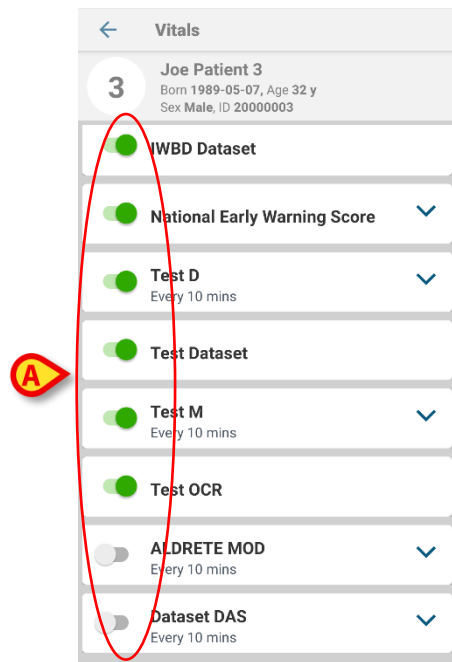 Vitals
3
Joe Patient 3
Born 1989-05-07, Age 32 y
Sex Male, ID 20000003
IWBD Dataset
National Early Warning Score
Test D
Every 10 mins
Test Dataset
A
Test M
Every 10 mins
Test OCR
ALDRETE MOD
Every 10 mins
Dataset DAS
Every 10 mins